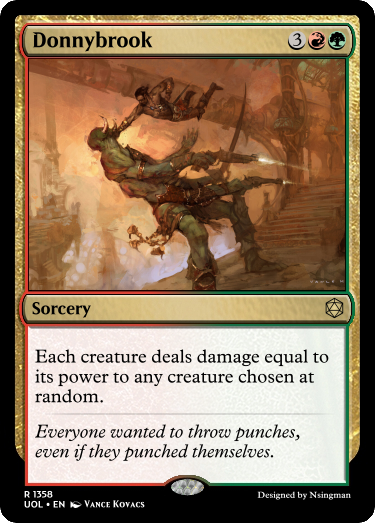 Donnybrook
3
Sorcery
Each creature deals damage equal to
its power to any creature chosen at
random.
Everyone wanted to throw punches,
even if they punched themselves.
R 1358
UOL • EN Vance Kovacs
Designed by Nsingman